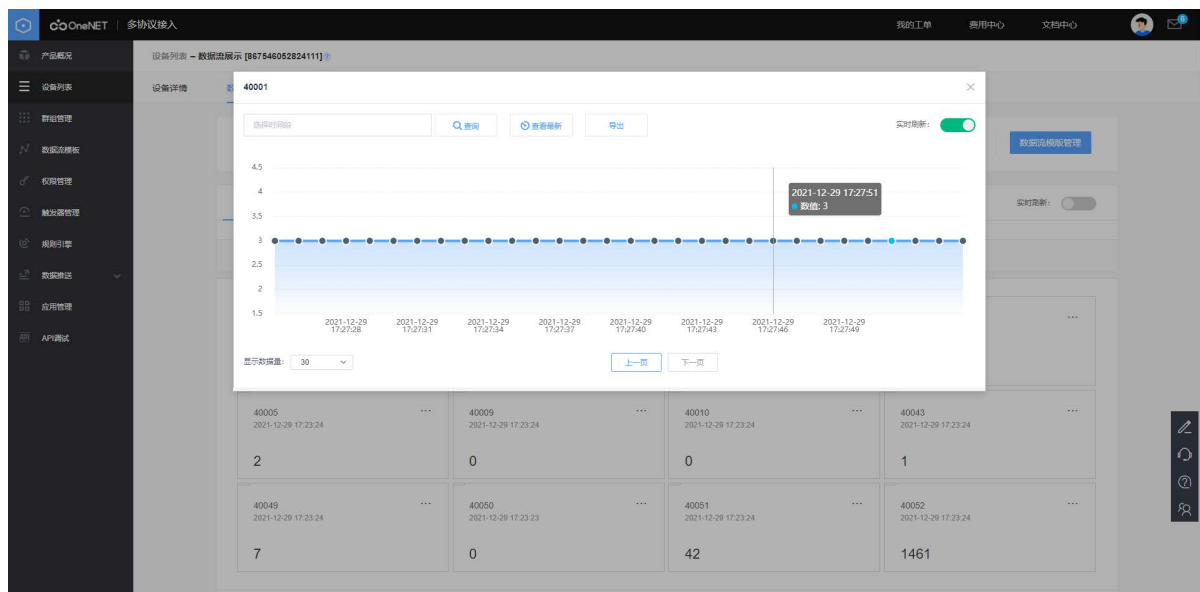 OneNET 多协议接入
我的工单 费用中心 文档中心 6
产品概况
设备列表
群组管理
数据流模板
权限管理
触发器管理
规则引擎
数据推送
应用管理
API调试
设备列表 – 数据流展示 [867546052824111]
设备详情
数据流模版管理
实时刷新:
40001
选择时间段
查询 查看最新 导出
实时刷新:
4.5
4
3.5
3
2.5
2
1.5
2021-12-29 17:27:51
数值: 3
2021-12-29 2021-12-29 2021-12-29 2021-12-29 2021-12-29 2021-12-29 2021-12-29 2021-12-29
17:27:28 17:27:31 17:27:34 17:27:37 17:27:40 17:27:43 17:27:46 17:27:49
显示数据量: 30
上一页 下一页
40005 ... 40009 ... 40010 ... 40043 ...
2021-12-29 17:23:24 2021-12-29 17:23:24 2021-12-29 17:23:24 2021-12-29 17:23:24
2 0 0 1
40049 ... 40050 ... 40051 ... 40052 ...
2021-12-29 17:23:24 2021-12-29 17:23:23 2021-12-29 17:23:24 2021-12-29 17:23:24
7 0 42 1461